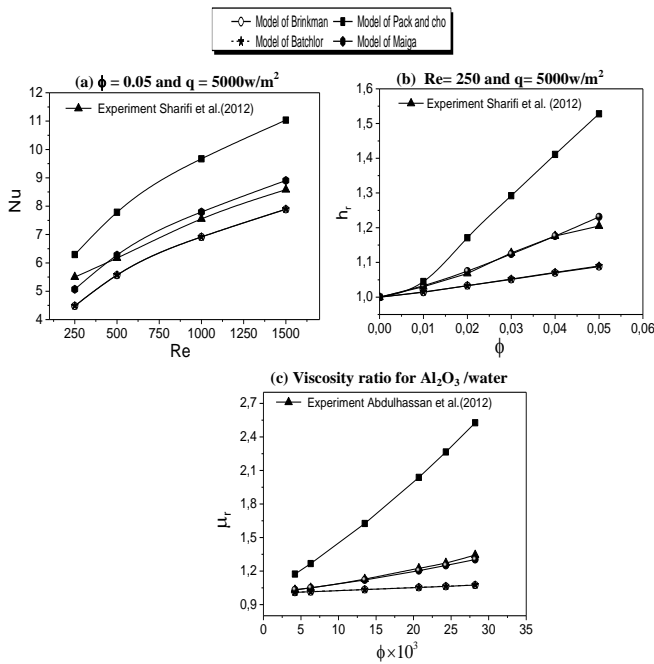 Model of Brinkman Model of Pack and cho
Model of Batchlor Model of Maiga
(a) ϕ = 0.05 and q = 5000w/m²
Experiment Sharifi et al.(2012)
11
10
9
8
7
6
5
4
Nu
250 500 1000 1500
Re
(b) Re= 250 and q= 5000w/m²
Experiment Sharifi et al.(2012)
1,6
1,5
1,4
1,3
1,2
1,1
1,0
hᵣ
0,00 0,01 0,02 0,03 0,04 0,05 0,06
ϕ
(c) Viscosity ratio for Al₂O₃ /water
Experiment Abdulhassan et al.(2012)
2,7
2,4
2,1
1,8
1,5
1,2
0,9
μᵣ
0 5 10 15 20 25 30 35
ϕ×10³